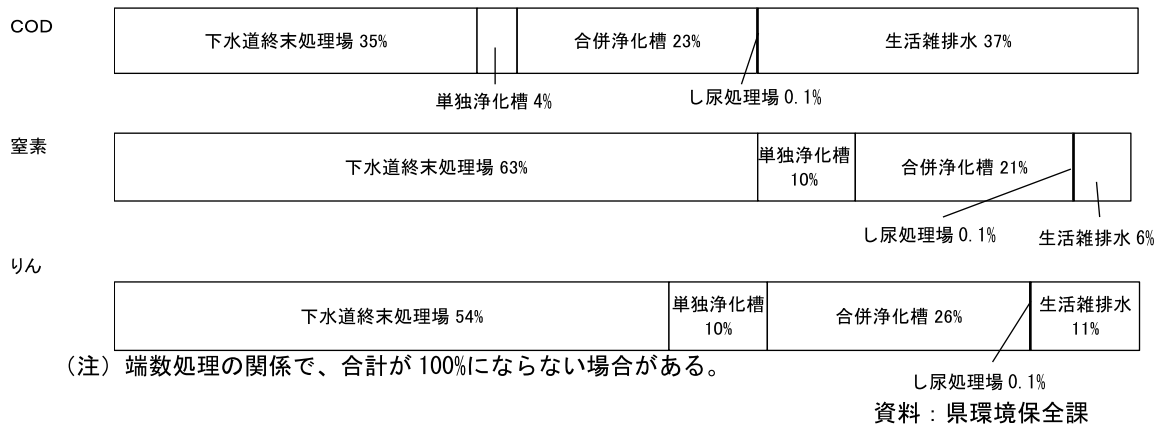 COD
下水道終末処理場 35%
合併浄化槽 23%
生活雑排水 37%
単独浄化槽 4%
し尿処理場 0.1%
窒素
下水道終末処理場 63%
単独浄化槽
10%
合併浄化槽 21%
し尿処理場 0.1%
生活雑排水 6%
りん
下水道終末処理場 54%
単独浄化槽
10%
合併浄化槽 26%
生活雑排水
11%
し尿処理場 0.1%
（注）端数処理の関係で、合計が 100%にならない場合がある。
資料：県環境保全課